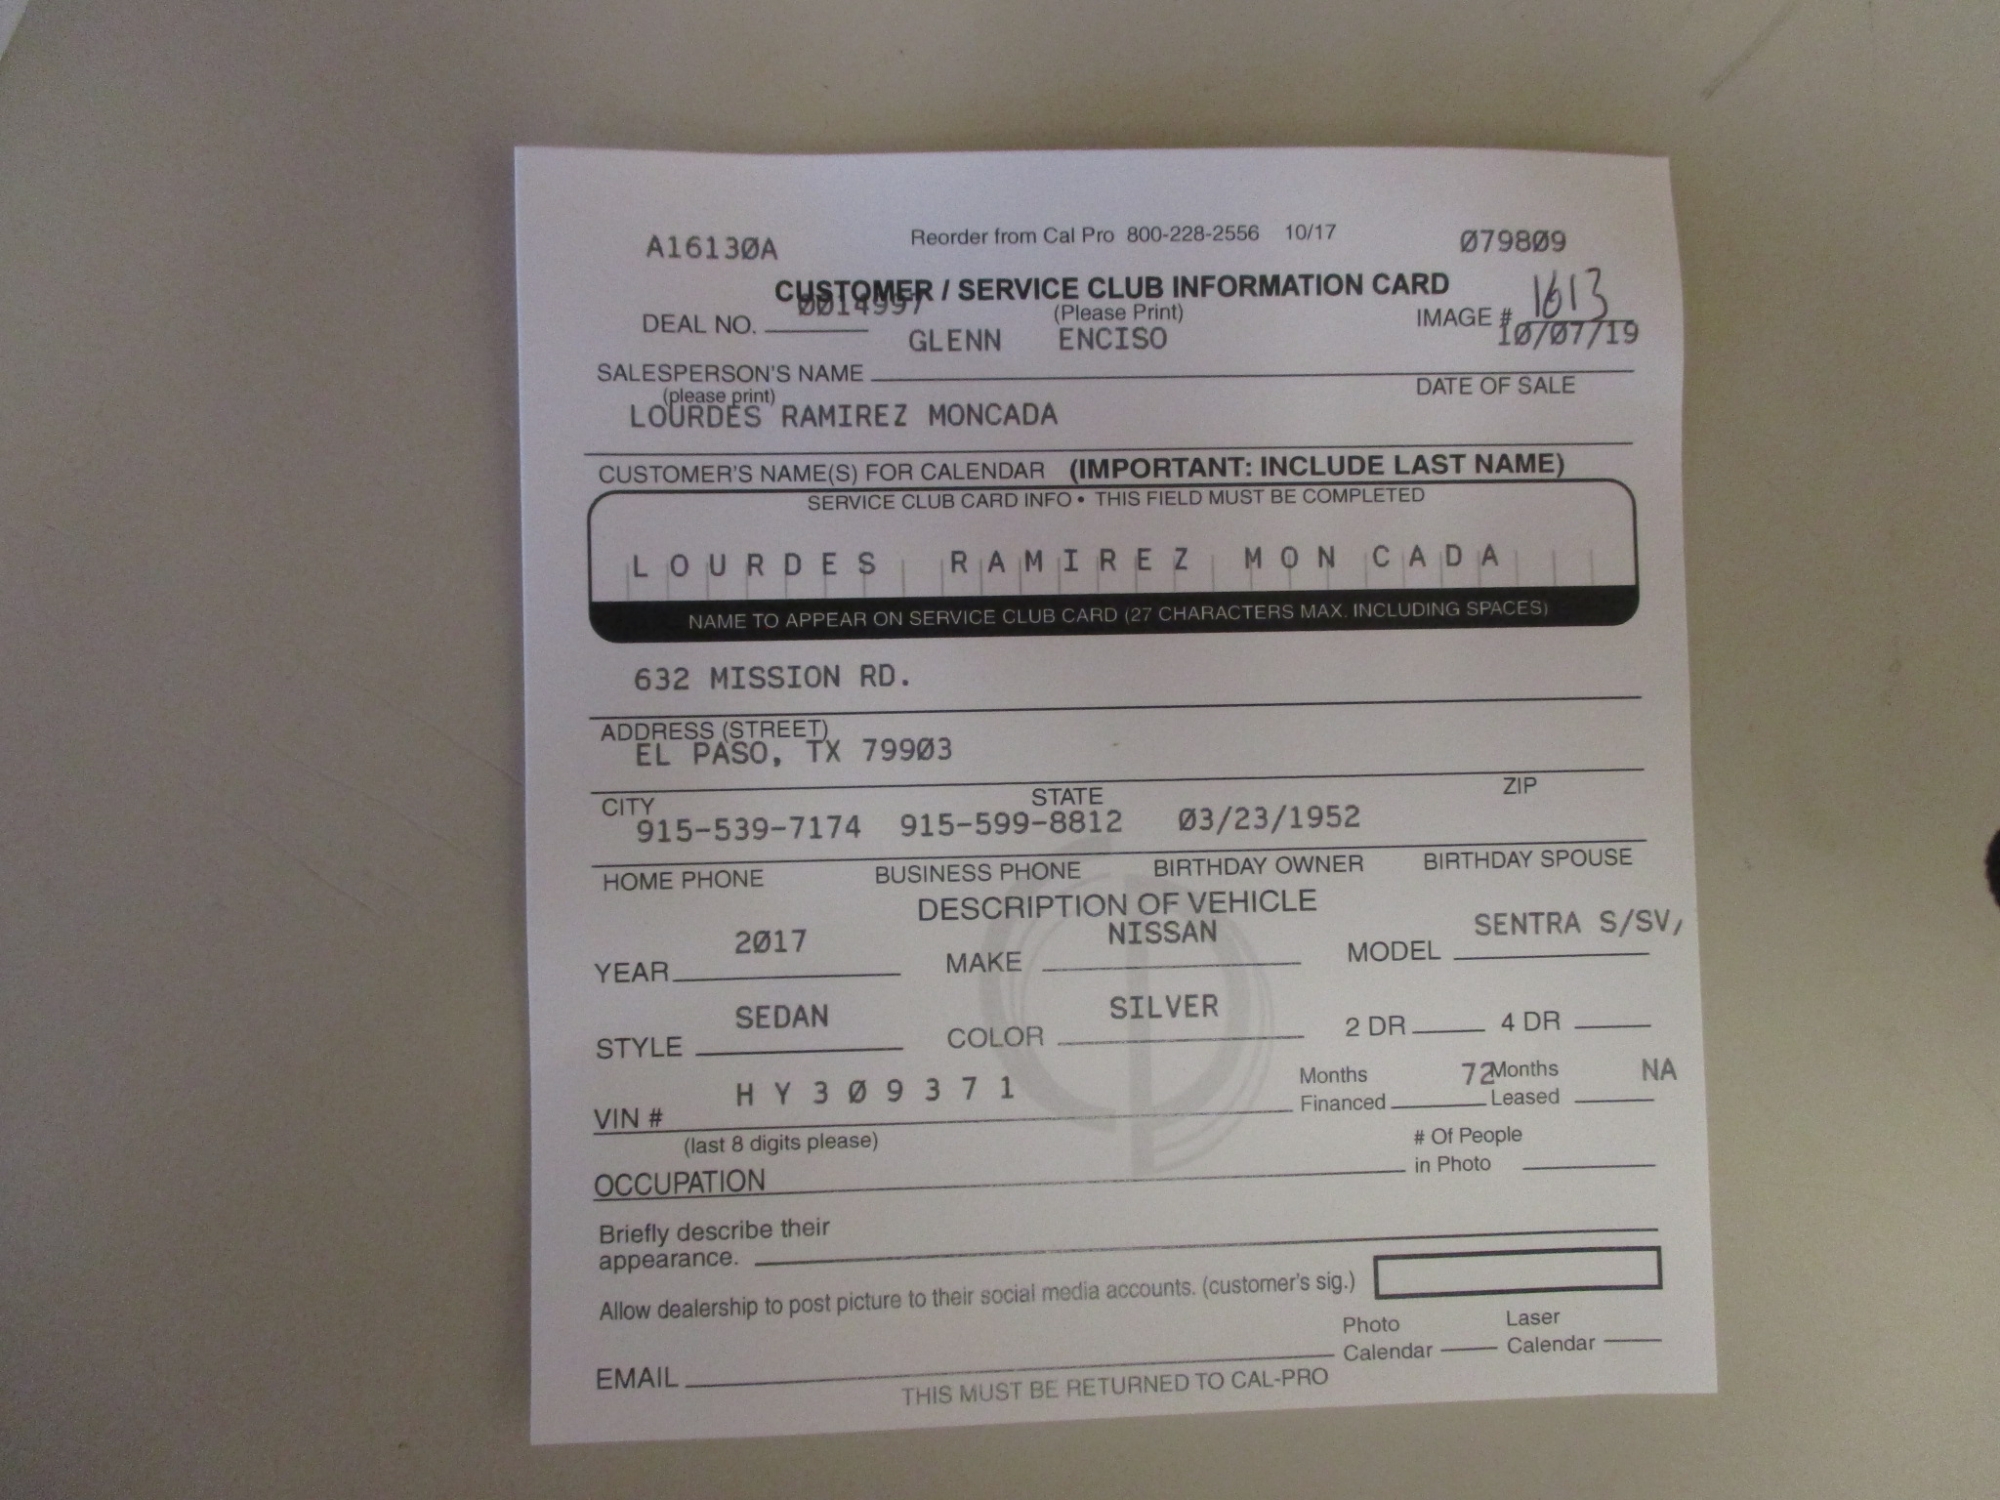 A16130A Reorder from Cal Pro 800-228-2556 10/17 079809
CUSTOMER / SERVICE CLUB INFORMATION CARD
0014997
DEAL NO. (Please Print) IMAGE # 1613
GLENN ENCISO 10/07/19
SALESPERSON'S NAME DATE OF SALE
(please print)
LOURDES RAMIREZ MONCADA
CUSTOMER'S NAME(S) FOR CALENDAR (IMPORTANT: INCLUDE LAST NAME)
SERVICE CLUB CARD INFO • THIS FIELD MUST BE COMPLETED
LOURDES RAMIREZ MON CADA
NAME TO APPEAR ON SERVICE CLUB CARD (27 CHARACTERS MAX. INCLUDING SPACES)
632 MISSION RD.
ADDRESS (STREET)
EL PASO, TX 79903
CITY STATE ZIP
915-539-7174 915-599-8812 03/23/1952
HOME PHONE BUSINESS PHONE BIRTHDAY OWNER BIRTHDAY SPOUSE
DESCRIPTION OF VEHICLE
2017 NISSAN SENTRA S/SV,
YEAR MAKE MODEL
SEDAN SILVER
STYLE COLOR 2 DR 4 DR
HY309371 Months 72 Months NA
VIN # Financed Leased
(last 8 digits please) # Of People
OCCUPATION in Photo
Briefly describe their
appearance.
Allow dealership to post picture to their social media accounts. (customer's sig.)
Photo Laser
EMAIL Calendar Calendar
THIS MUST BE RETURNED TO CAL-PRO